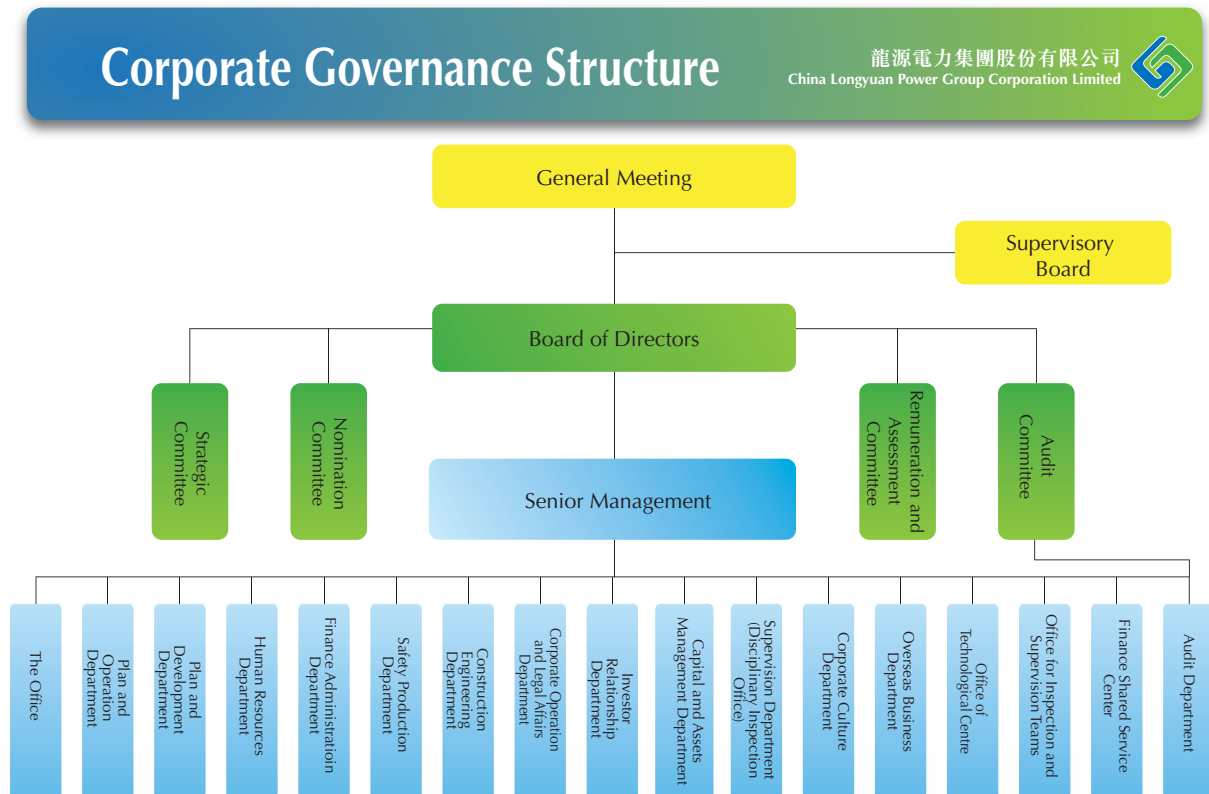 Corporate Governance Structure
龍源電力集團股份有限公司
China Longyuan Power Group Corporation Limited
General Meeting
Supervisory
Board
Board of Directors
Strategic
Committee
Nomination
Committee
Remuneration and
Assessment
Committee
Audit
Committee
Senior Management
The Office
Plan and
Operation
Department
Plan and
Development
Department
Human Resources
Department
Finance Administratioin
Department
Safety Production
Department
Construction
Engineering
Department
Corporate Operation
and Legal Affairs
Department
Investor
Relationship
Department
Capital and Assets
Management Department
Supervision Department
(Disciplinary Inspection
Office)
Corporate Culture
Department
Overseas Business
Department
Office of
Technological Centre
Office for Inspection and
Supervision Teams
Finance Shared Service
Center
Audit Department